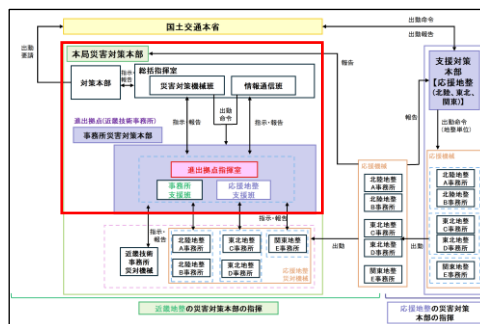 国土交通本省
出動命令
出動報告
出動
要請
本局災害対策本部
対策本部
指示・
報告
総括指揮室
災害対策機械班
情報通信班
報告
支援対策
本部
【応援地整
(北陸、東北、
関東)】
進出拠点(近畿技術事務所)
事務所災害対策本部
指示・報告
出動
命令
指示・報告
報告
出動命令
(地整単位)
進出拠点指揮室
事務所
支援班
応援地整
支援班
応援機械
北陸地整
A事務所
北陸地整
B事務所
東北地整
C事務所
東北地整
D事務所
関東地整
E事務所
応援機械
北陸地整
A事務所
北陸地整
B事務所
東北地整
C事務所
東北地整
D事務所
関東地整
E事務所
指示・
報告
指示・報告
出動
出動
近畿技術
事務所
災対機械
北陸地整
A事務所
東北地整
C事務所
関東地整
E事務所
北陸地整
B事務所
東北地整
D事務所
応援地整
災対機械
近畿地整の災害対策本部の指揮
応援地整の災害対策
本部の指揮